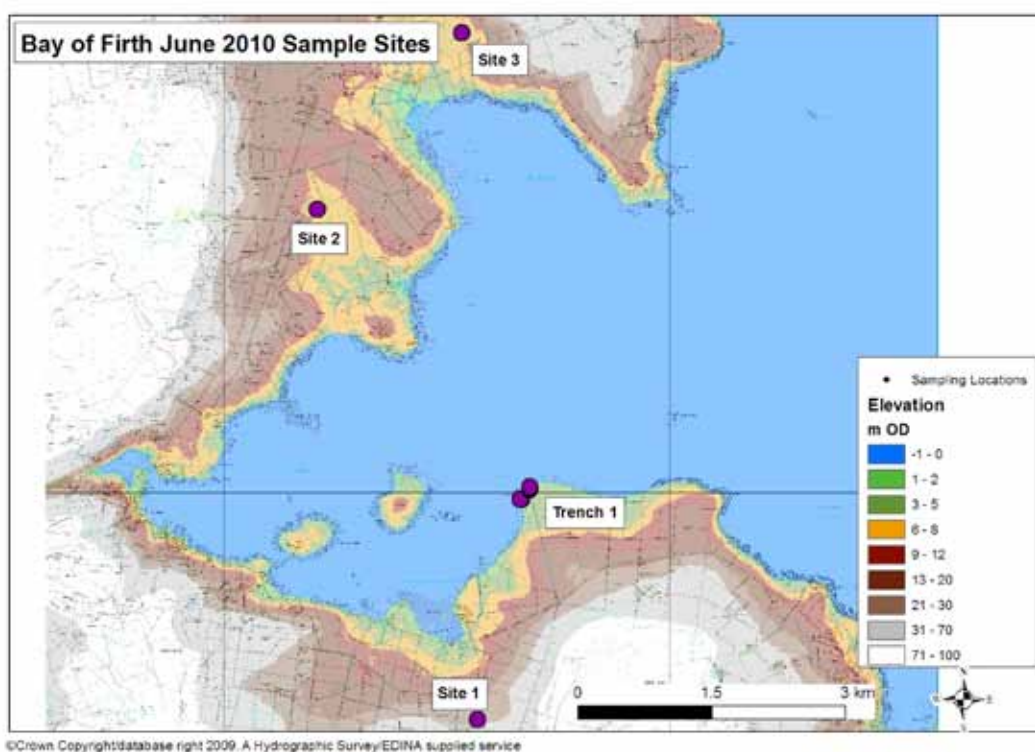 Bay of Firth June 2010 Sample Sites
Site 3
Site 2
Trench 1
Site 1
Sampling Locations
Elevation
m OD
-1 - 0
1 - 2
3 - 5
6 - 8
9 - 12
13 - 20
21 - 30
31 - 70
71 - 100
0 1.5 3 km
©Crown Copyright/database right 2009. A Hydrographic Survey/EDINA supplied service